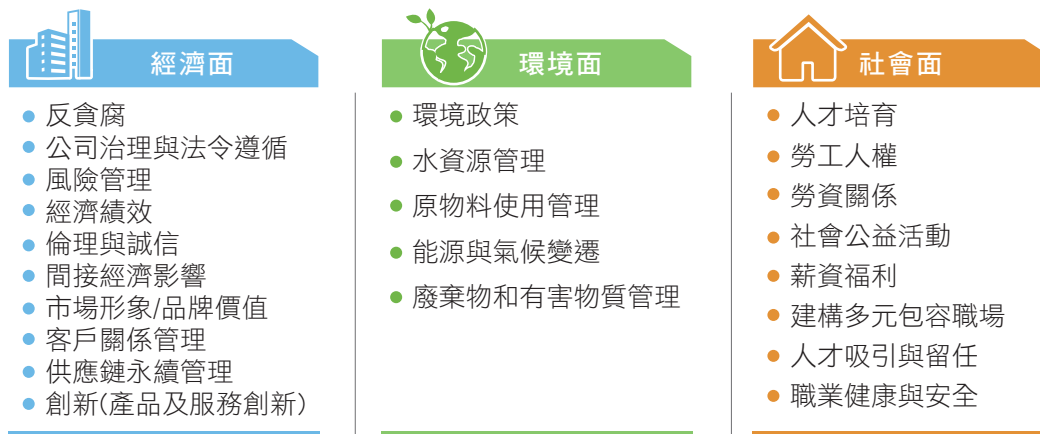 經濟面
反貪腐
公司治理與法令遵循
風險管理
經濟績效
倫理與誠信
間接經濟影響
市場形象/品牌價值
客戶關係管理
供應鏈永續管理
創新(產品及服務創新)
環境面
環境政策
水資源管理
原物料使用管理
能源與氣候變遷
廢棄物和有害物質管理
社會面
人才培育
勞工人權
勞資關係
社會公益活動
薪資福利
建構多元包容職場
人才吸引與留任
職業健康與安全